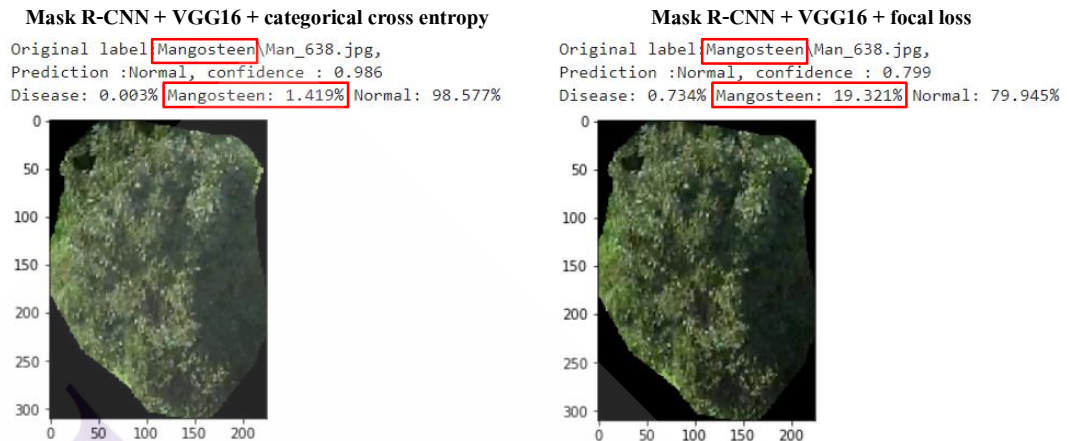 Mask R-CNN + VGG16 + categorical cross entropy
Original label:Mangosteen\Man_638.jpg,
Prediction :Normal, confidence : 0.986
Disease: 0.003% Mangosteen: 1.419% Normal: 98.577%
0
50
100
150
200
250
300
0 50 100 150 200
Mask R-CNN + VGG16 + focal loss
Original label:Mangosteen\Man_638.jpg,
Prediction :Normal, confidence : 0.799
Disease: 0.734% Mangosteen: 19.321% Normal: 79.945%
0
50
100
150
200
250
300
0 50 100 150 200